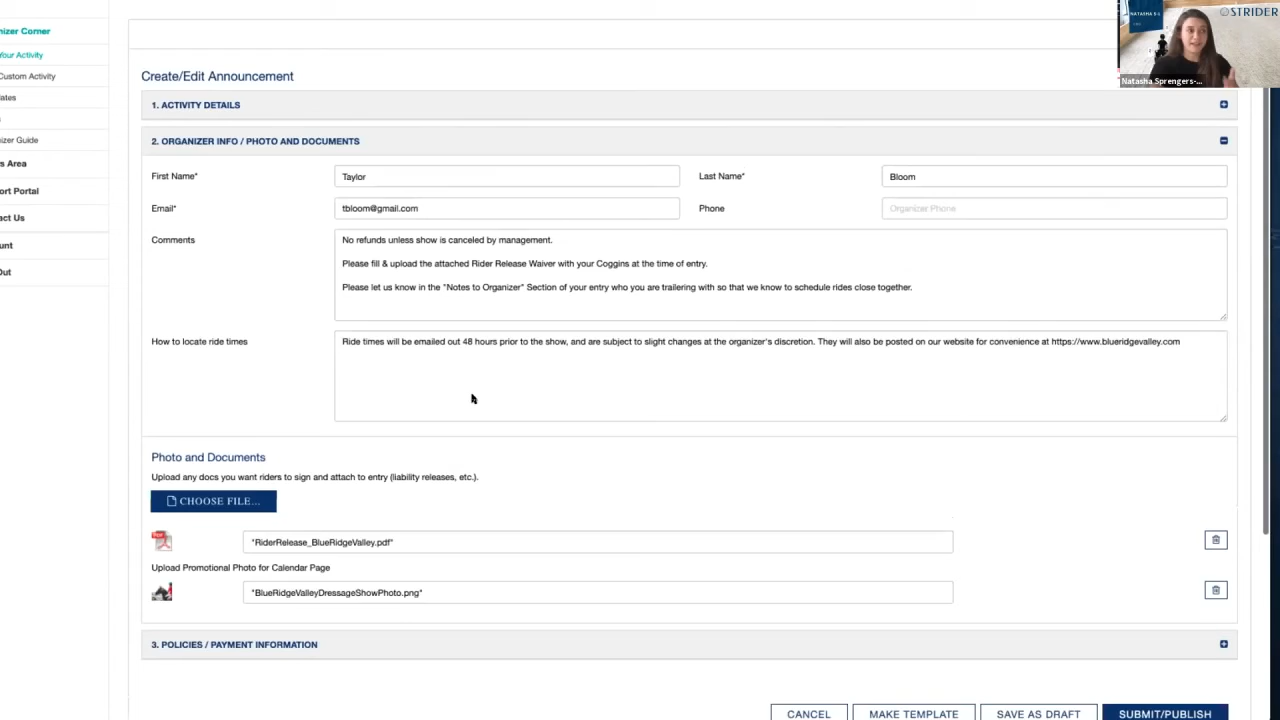 STRIDER
nizer Corner
Your Activity
Custom Activity
lates
nizer Guide
s Area
ort Portal
act Us
unt
Out
NATASHA S-L
Natasha Sprengers-...
Create/Edit Announcement
1. ACTIVITY DETAILS
2. ORGANIZER INFO / PHOTO AND DOCUMENTS
First Name* Taylor Last Name* Bloom
Email* tbloom@gmail.com Phone Organizer Phone
Comments
No refunds unless show is canceled by management.
Please fill & upload the attached Rider Release Waiver with your Coggins at the time of entry.
Please let us know in the "Notes to Organizer" Section of your entry who you are trailering with so that we know to schedule rides close together.
How to locate ride times
Ride times will be emailed out 48 hours prior to the show, and are subject to slight changes at the organizer's discretion. They will also be posted on our website for convenience at https://www.blueridgevalley.com
Photo and Documents
Upload any docs you want riders to sign and attach to entry (liability releases, etc.).
CHOOSE FILE...
"RiderRelease_BlueRidgeValley.pdf"
Upload Promotional Photo for Calendar Page
"BlueRidgeValleyDressageShowPhoto.png"
3. POLICIES / PAYMENT INFORMATION
CANCEL MAKE TEMPLATE SAVE AS DRAFT SUBMIT/PUBLISH